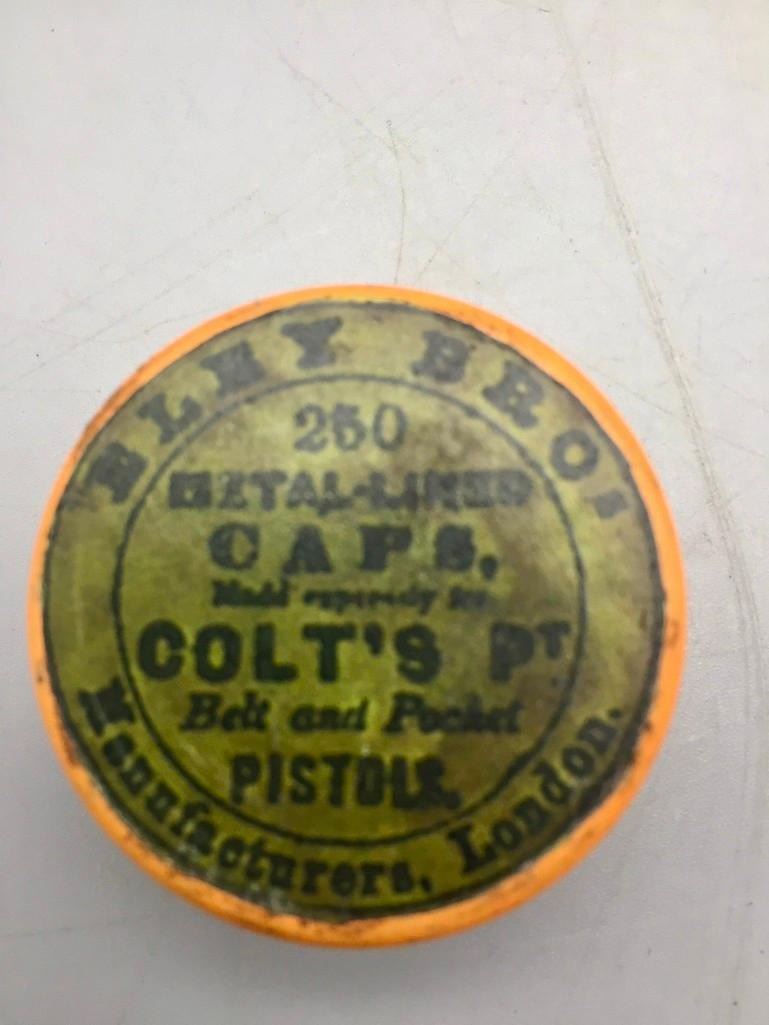 ELEY BROS
250
METAL-LINED
CAPS,
Made expressly for
COLT'S PT
Belt and Pocket
PISTOLS.
Manufacturers, London.